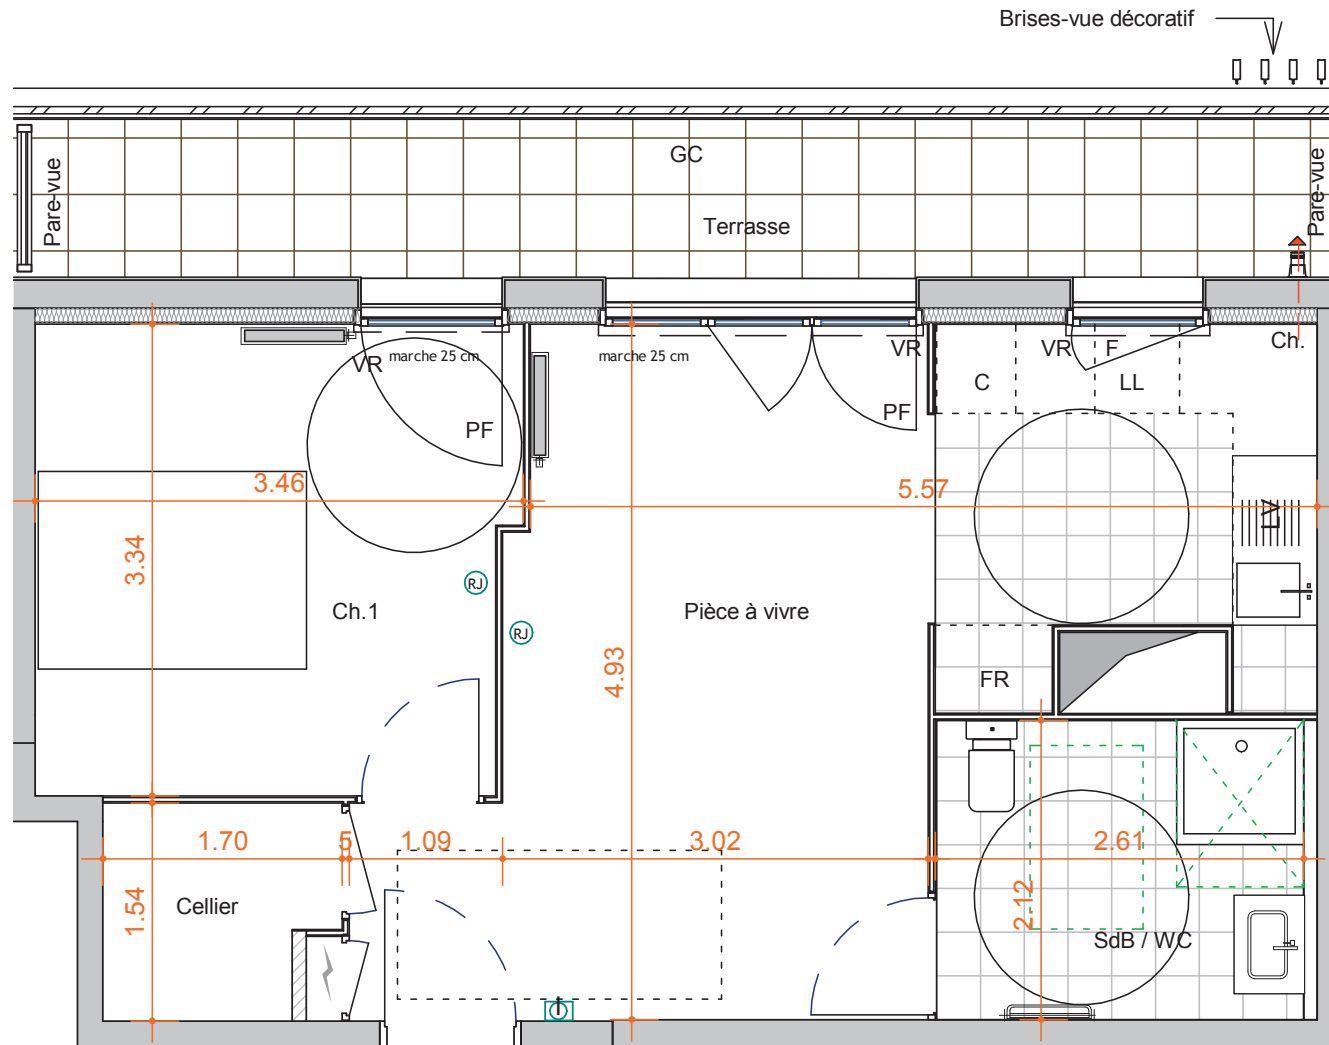 Brises-vue décoratif
GC
Pare-vue
Pare-vue
Terrasse
VR
marche 25 cm
marche 25 cm
VR
VR
F
Ch.
C
LL
PF
PF
3.46
5.57
LV
3.34
RJ
Ch.1
Pièce à vivre
RJ
4.93
FR
1.70
5
1.09
3.02
2.61
1.54
Cellier
2.12
SdB / WC